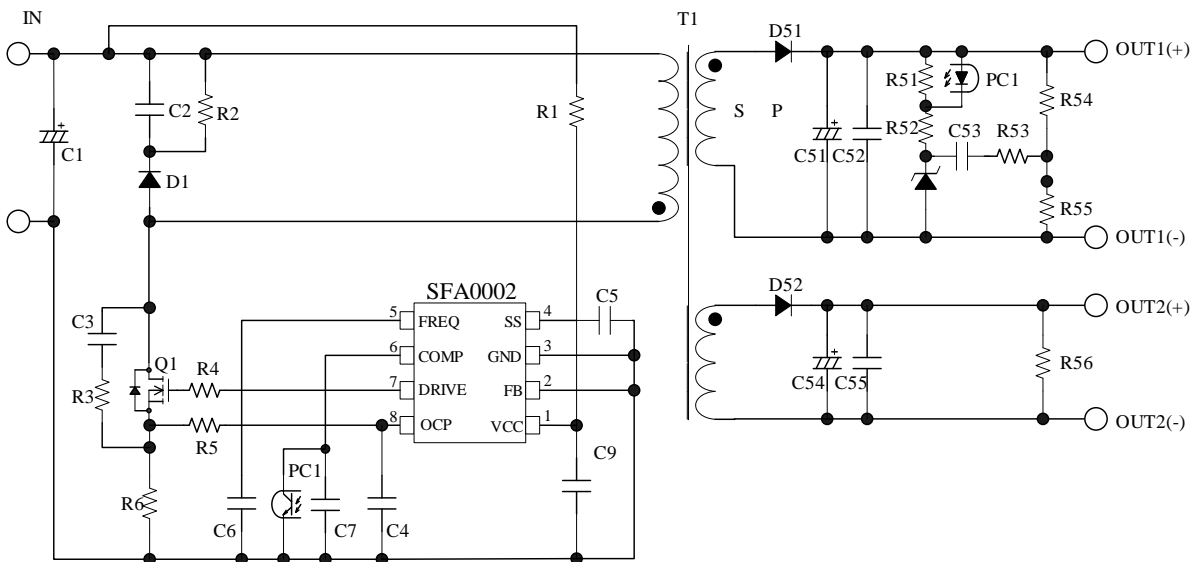 IN
T1
D51
OUT1(+)
C2
R2
R1
S P
R51
PC1
R54
C1
D1
C51
C52
R52
C53
R53
R55
OUT1(-)
SFA0002
C5
D52
OUT2(+)
C3
5
FREQ
SS
4
6
COMP
GND
3
Q1
R4
7
DRIVE
FB
2
C54
C55
R56
R3
R5
8
OCP
VCC
1
OUT2(-)
C9
PC1
R6
C6
C7
C4
+
+
+